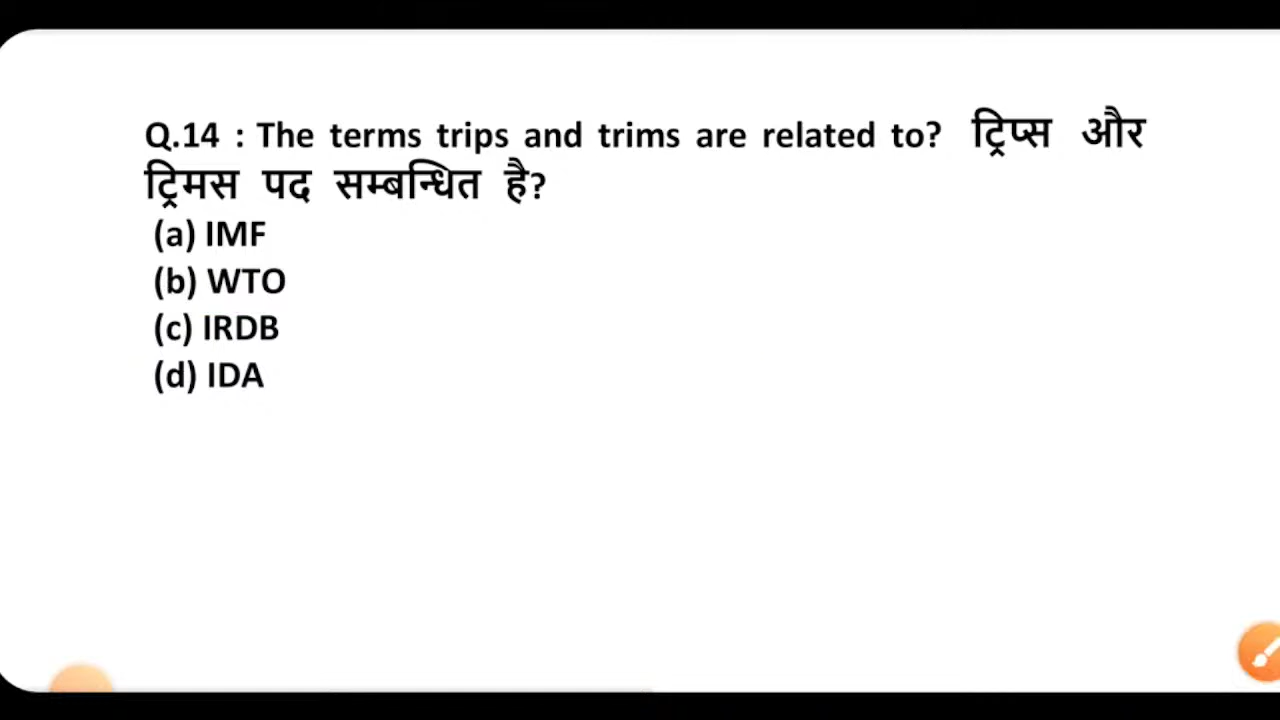 Q.14 : The terms trips and trims are related to? ट्रिप्स और
ट्रिमस पद सम्बन्धित है?
(a) IMF
(b) WTO
(c) IRDB
(d) IDA